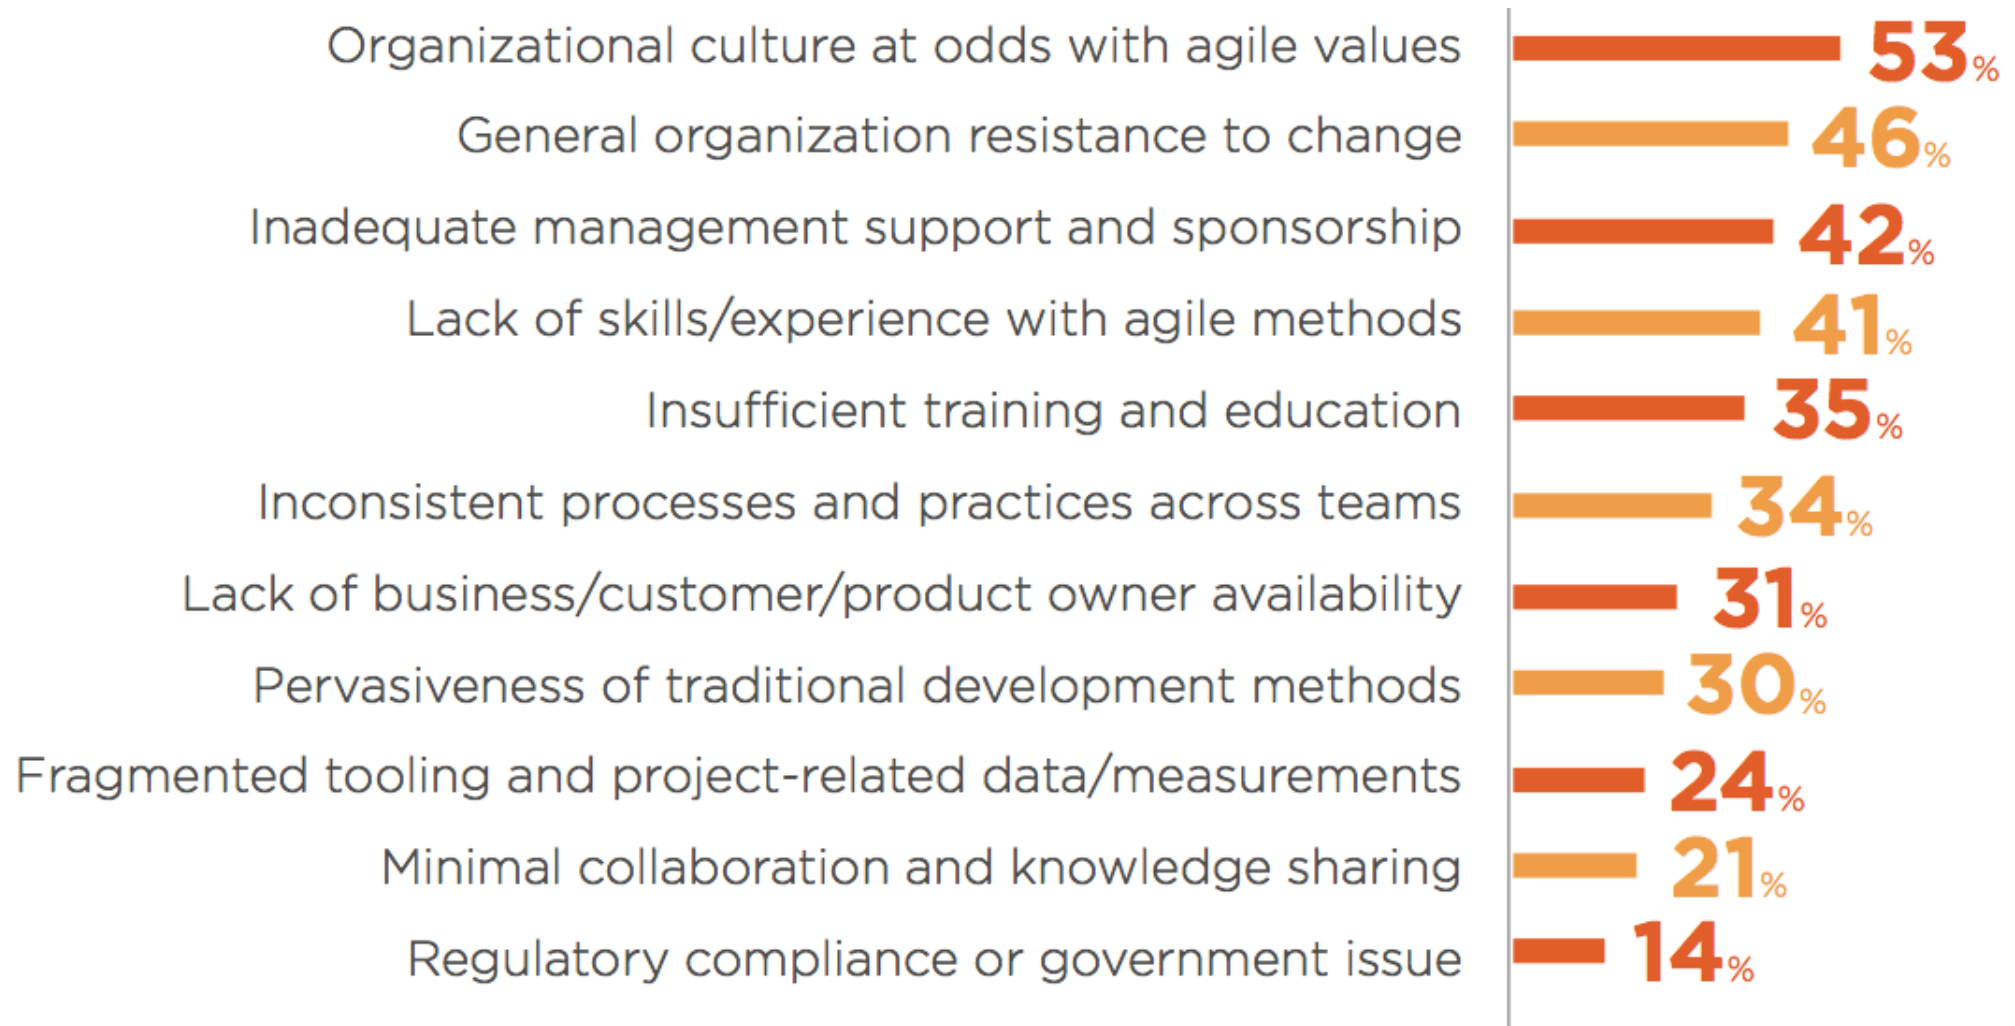 Organizational culture at odds with agile values 53%
General organization resistance to change 46%
Inadequate management support and sponsorship 42%
Lack of skills/experience with agile methods 41%
Insufficient training and education 35%
Inconsistent processes and practices across teams 34%
Lack of business/customer/product owner availability 31%
Pervasiveness of traditional development methods 30%
Fragmented tooling and project-related data/measurements 24%
Minimal collaboration and knowledge sharing 21%
Regulatory compliance or government issue 14%